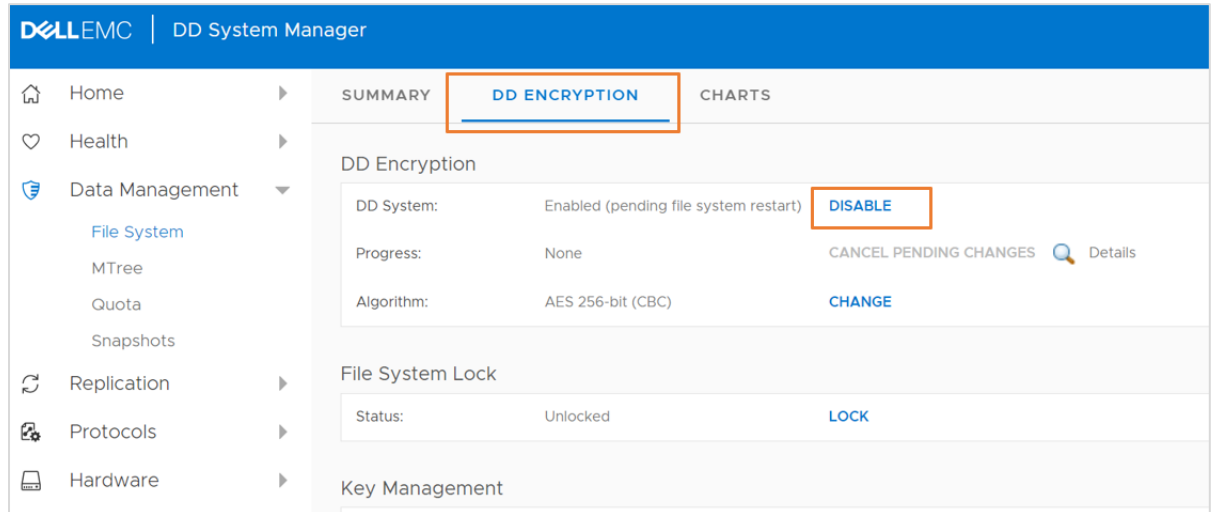 DELLEMC | DD System Manager
Home
Health
Data Management
File System
MTree
Quota
Snapshots
Replication
Protocols
Hardware
SUMMARY DD ENCRYPTION CHARTS
DD Encryption
DD System: Enabled (pending file system restart) DISABLE
Progress: None CANCEL PENDING CHANGES Details
Algorithm: AES 256-bit (CBC) CHANGE
File System Lock
Status: Unlocked LOCK
Key Management